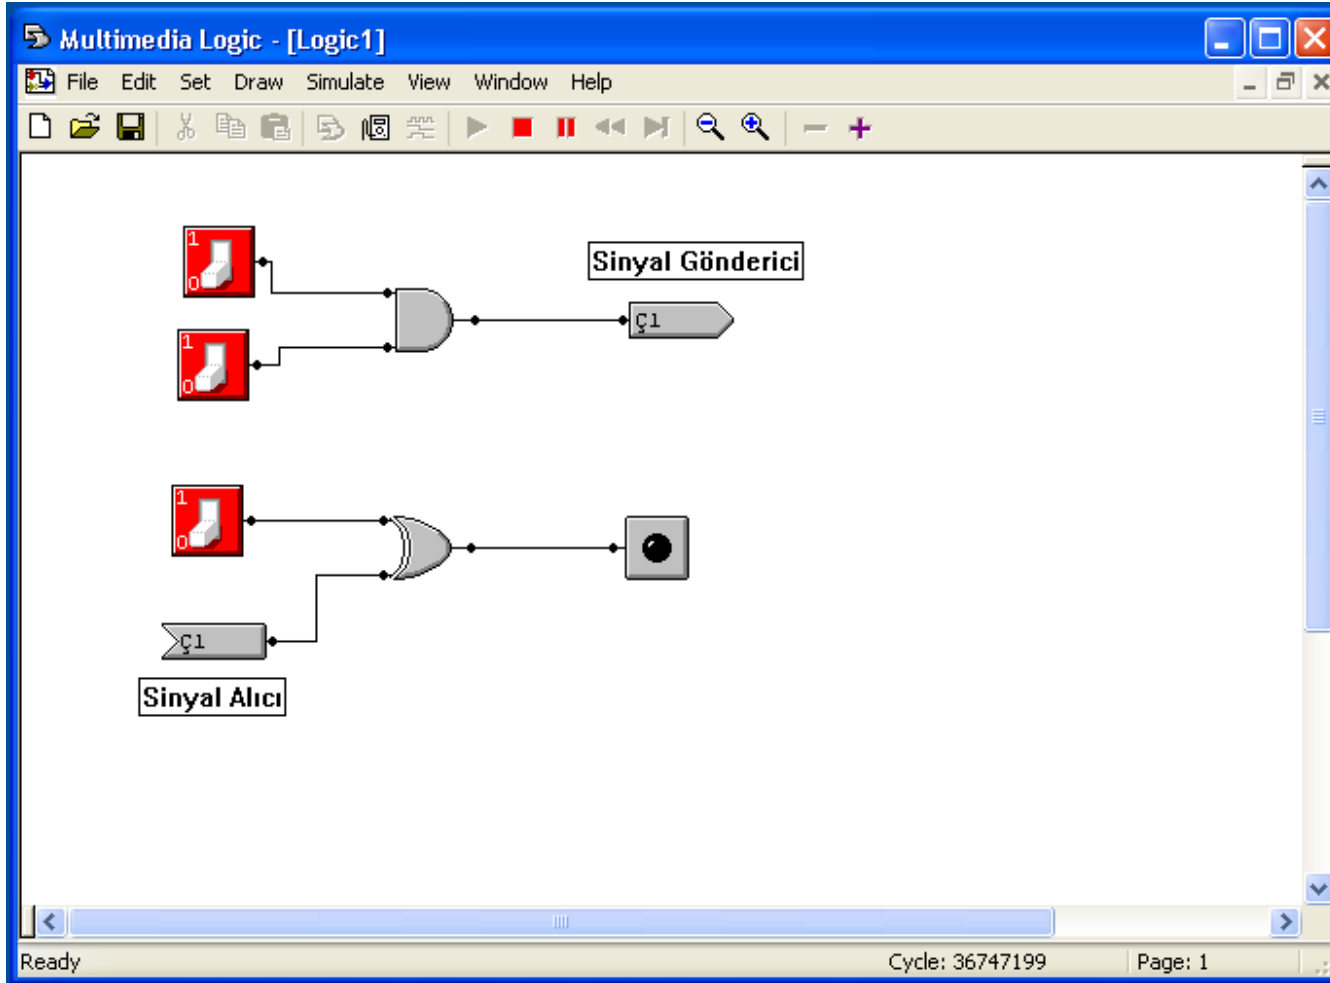 Multimedia Logic - [Logic1]
File Edit Set Draw Simulate View Window Help
1
0
Sinyal Gönderici
Ç1
1
0
1
0
Ç1
Sinyal Alıcı
Ready Cycle: 36747199 Page: 1